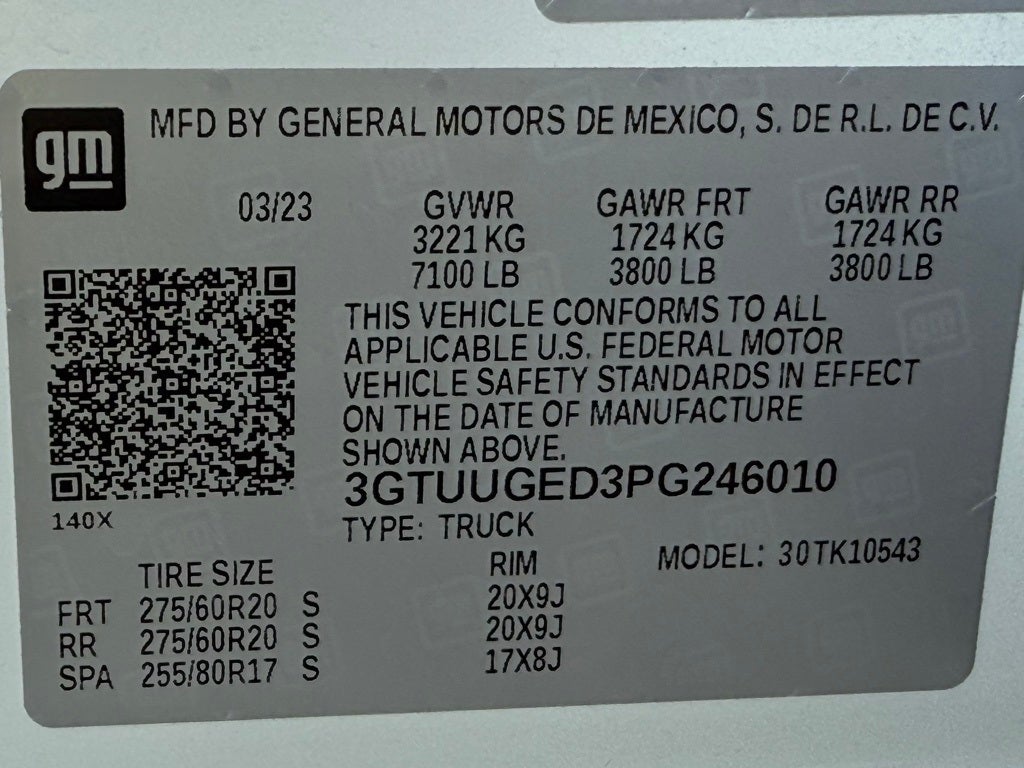 gm
MFD BY GENERAL MOTORS DE MEXICO, S. DE R.L. DE C.V.
03/23 GVWR GAWR FRT GAWR RR
3221 KG 1724 KG 1724 KG
7100 LB 3800 LB 3800 LB
THIS VEHICLE CONFORMS TO ALL
APPLICABLE U.S. FEDERAL MOTOR
VEHICLE SAFETY STANDARDS IN EFFECT
ON THE DATE OF MANUFACTURE
SHOWN ABOVE.
3GTUUGED3PG246010
140X
TYPE: TRUCK
MODEL: 30TK10543
TIRE SIZE RIM
FRT 275/60R20 S 20X9J
RR 275/60R20 S 20X9J
SPA 255/80R17 S 17X8J